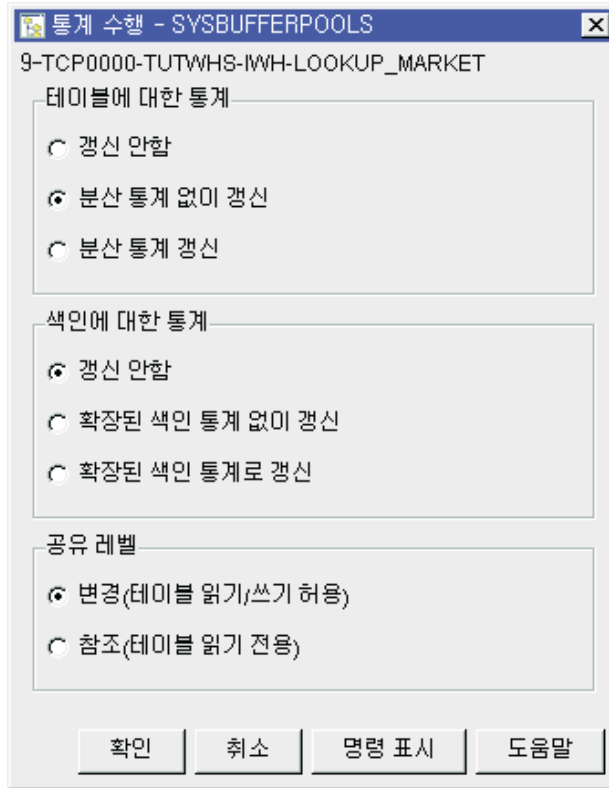 통계 수행 - SYSBUFFERPOOLS
9-TCP0000-TUTWHS-IWH-LOOKUP_MARKET
테이블에 대한 통계
갱신 안함
분산 통계 없이 갱신
분산 통계 갱신
색인에 대한 통계
갱신 안함
확장된 색인 통계 없이 갱신
확장된 색인 통계로 갱신
공유 레벨
변경(테이블 읽기/쓰기 허용)
참조(테이블 읽기 전용)
확인 취소 명령 표시 도움말